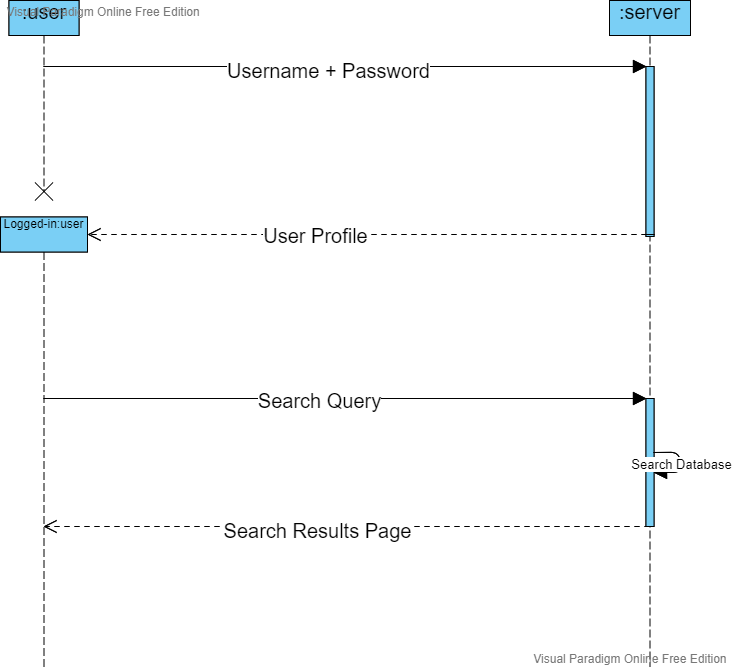 Visual Paradigm Online Free Edition
:user
:server
Username + Password
Logged-in:user
User Profile
Search Query
Search Database
Search Results Page
Visual Paradigm Online Free Edition